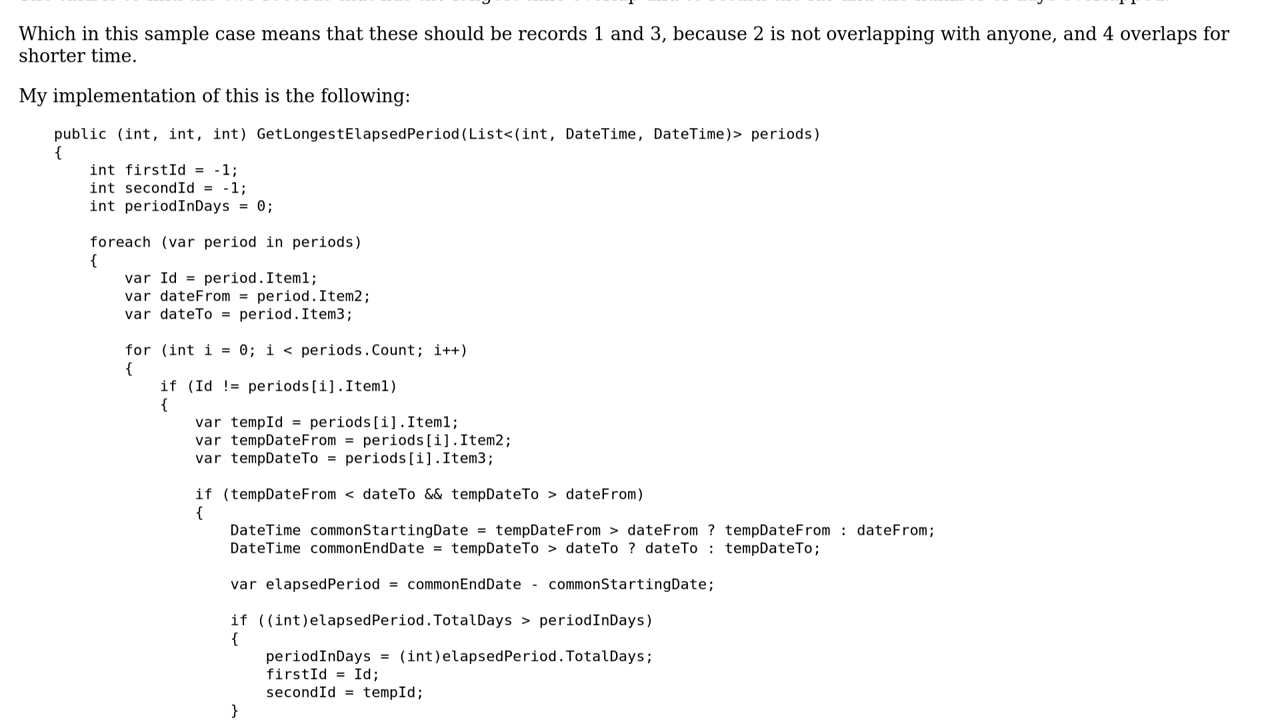 Which in this sample case means that these should be records 1 and 3, because 2 is not overlapping with anyone, and 4 overlaps for
shorter time.
My implementation of this is the following:
public (int, int, int) GetLongestElapsedPeriod(List<(int, DateTime, DateTime)> periods)
{
    int firstId = -1;
    int secondId = -1;
    int periodInDays = 0;

    foreach (var period in periods)
    {
        var Id = period.Item1;
        var dateFrom = period.Item2;
        var dateTo = period.Item3;

        for (int i = 0; i < periods.Count; i++)
        {
            if (Id != periods[i].Item1)
            {
                var tempId = periods[i].Item1;
                var tempDateFrom = periods[i].Item2;
                var tempDateTo = periods[i].Item3;

                if (tempDateFrom < dateTo && tempDateTo > dateFrom)
                {
                    DateTime commonStartingDate = tempDateFrom > dateFrom ? tempDateFrom : dateFrom;
                    DateTime commonEndDate = tempDateTo > dateTo ? dateTo : tempDateTo;

                    var elapsedPeriod = commonEndDate - commonStartingDate;

                    if ((int)elapsedPeriod.TotalDays > periodInDays)
                    {
                        periodInDays = (int)elapsedPeriod.TotalDays;
                        firstId = Id;
                        secondId = tempId;
                    }